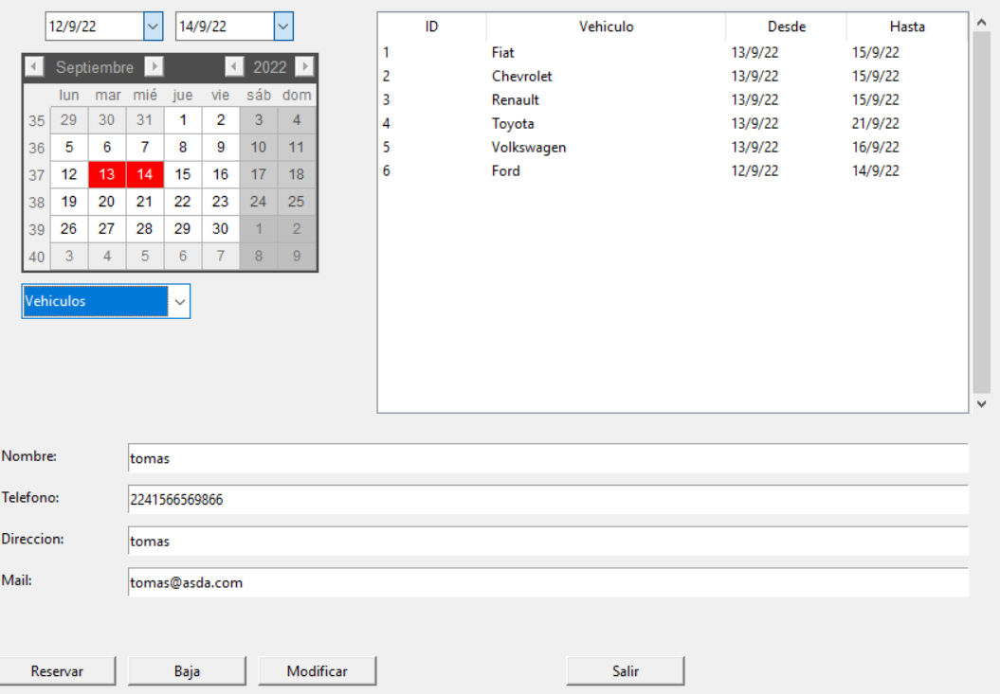 12/9/22 14/9/22
Septiembre 2022
lun mar mié jue vie sáb dom
35 29 30 31 1 2 3 4
36 5 6 7 8 9 10 11
37 12 13 14 15 16 17 18
38 19 20 21 22 23 24 25
39 26 27 28 29 30 1 2
40 3 4 5 6 7 8 9
Vehiculos
ID Vehiculo Desde Hasta
1 Fiat 13/9/22 15/9/22
2 Chevrolet 13/9/22 15/9/22
3 Renault 13/9/22 15/9/22
4 Toyota 13/9/22 21/9/22
5 Volkswagen 13/9/22 16/9/22
6 Ford 12/9/22 14/9/22
Nombre: tomas
Telefono: 2241566569866
Direccion: tomas
Mail: tomas@asda.com
Reservar Baja Modificar Salir